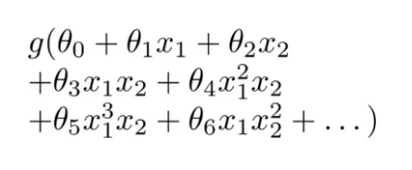 g(θ₀ + θ₁x₁ + θ₂x₂
+θ₃x₁x₂ + θ₄x₁²x₂
+θ₅x₁³x₂ + θ₆x₁x₂² + …)